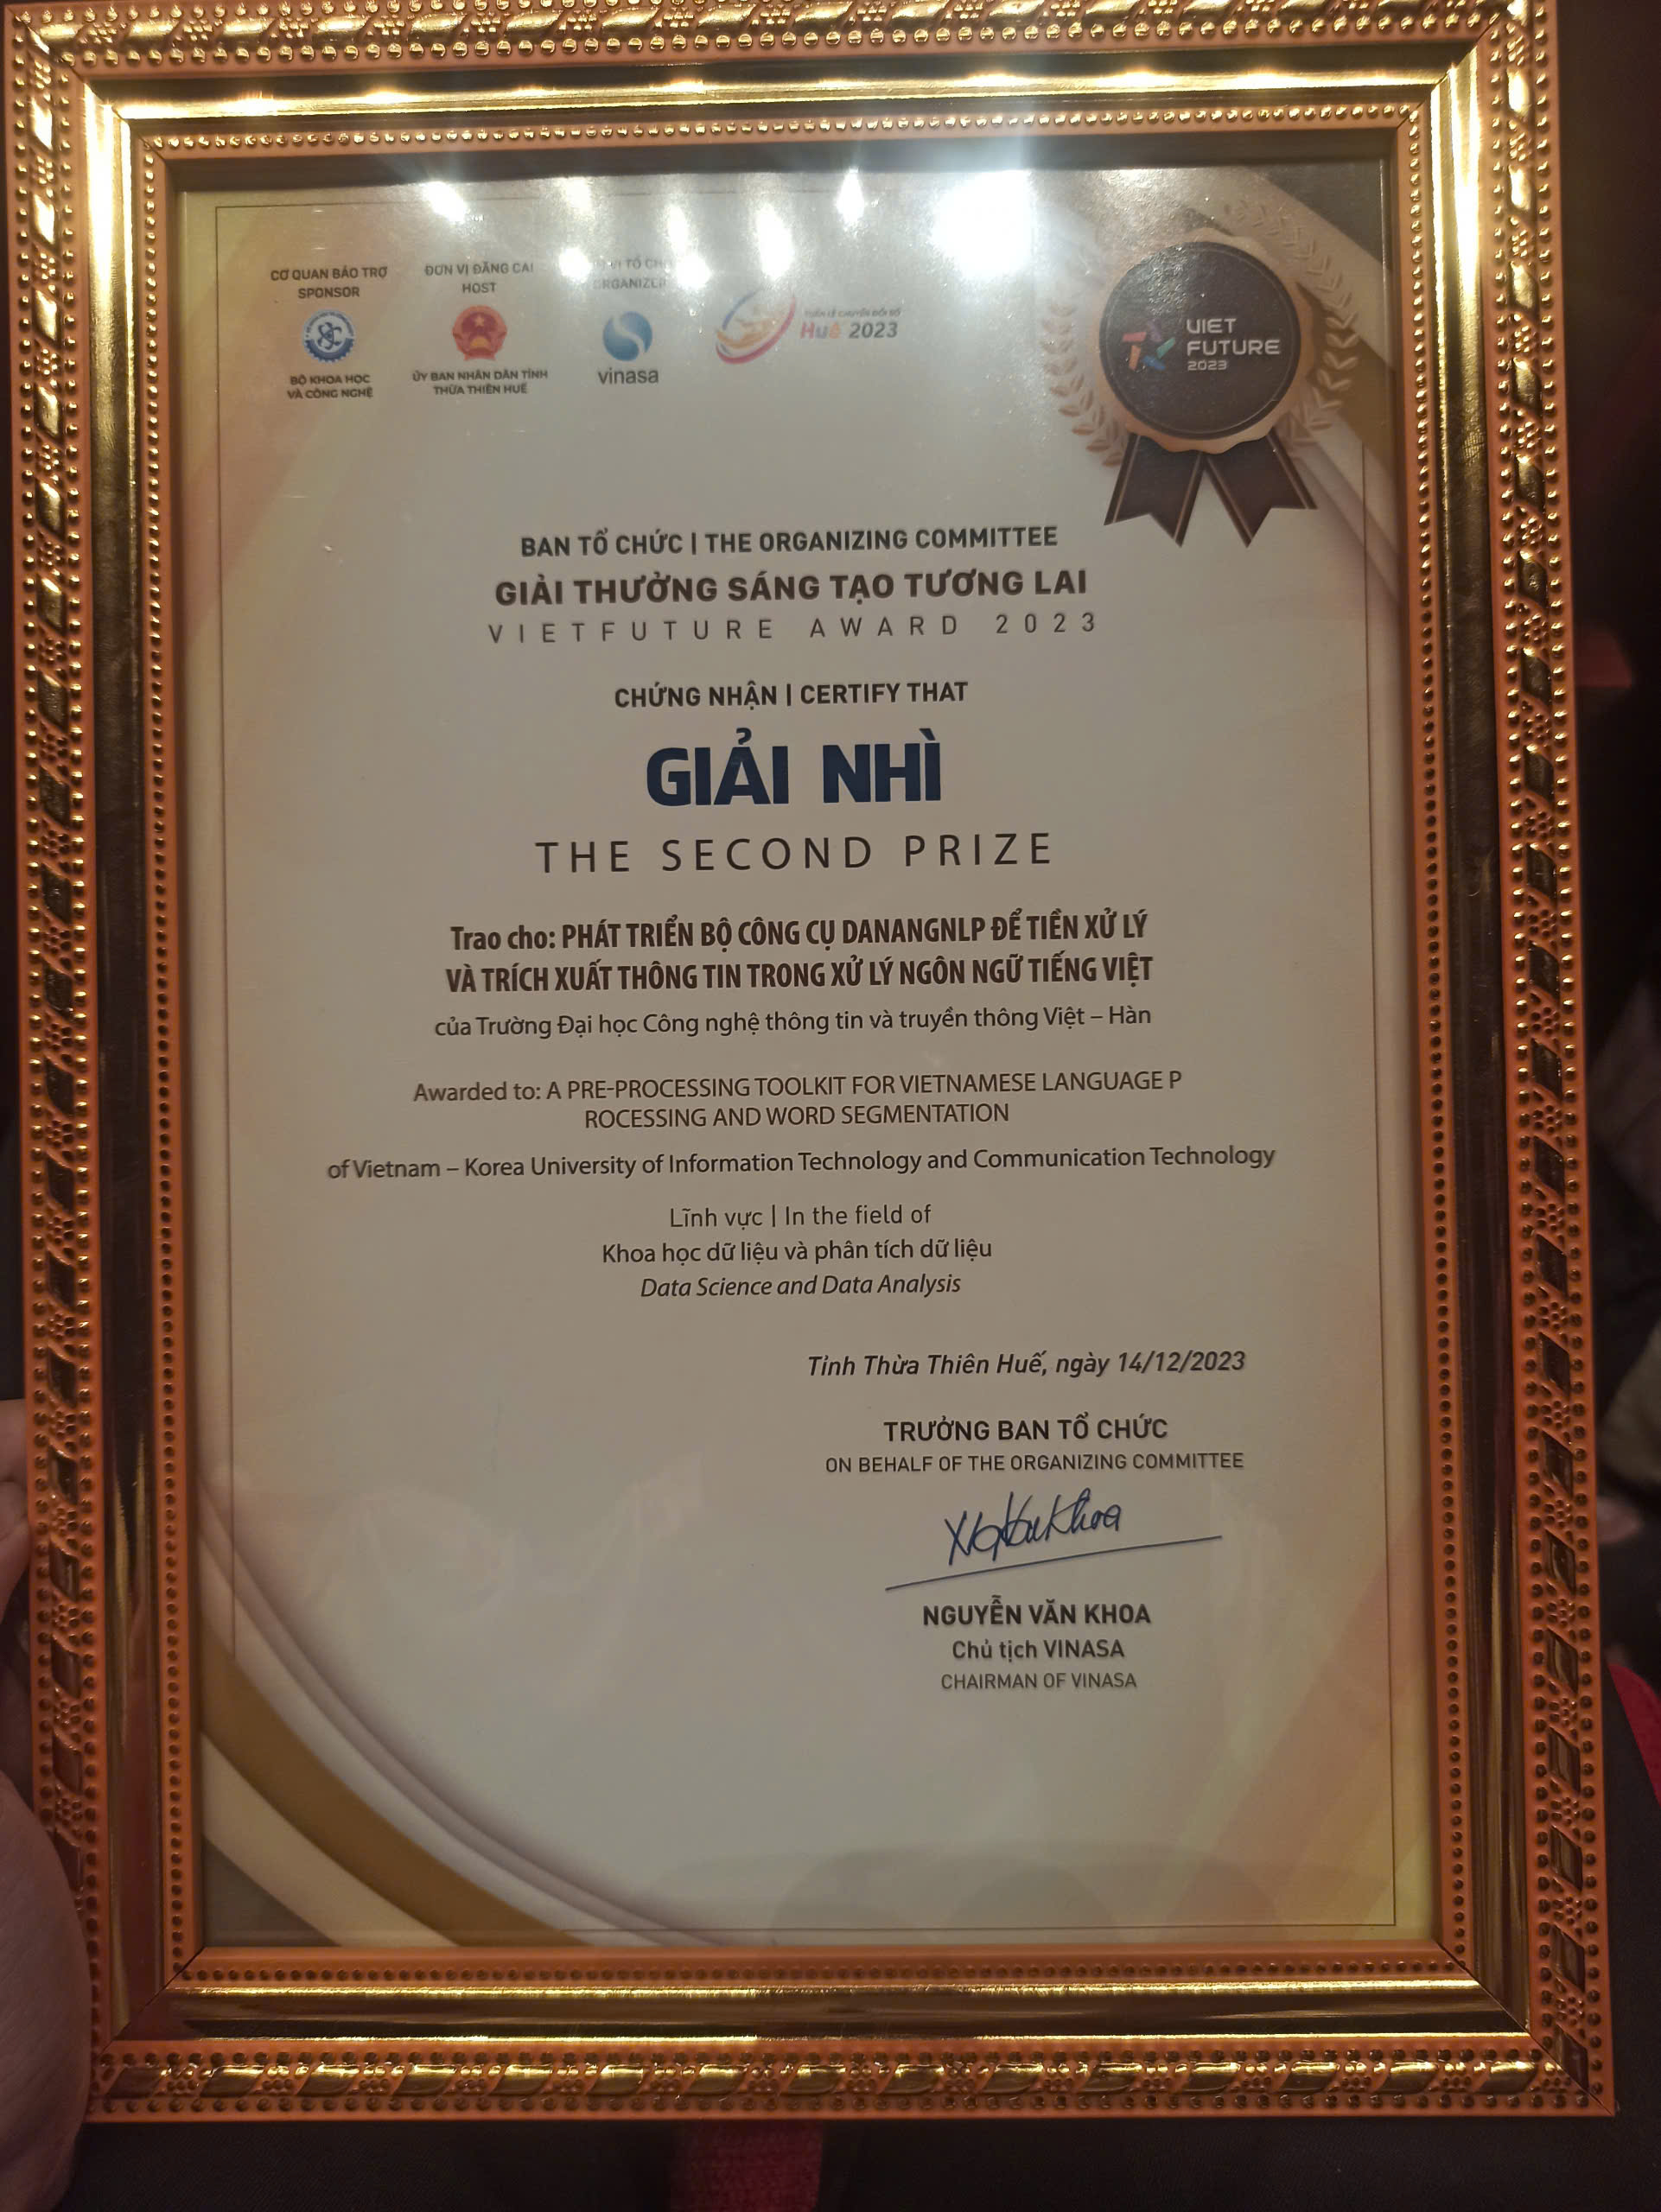 CƠ QUAN BẢO TRỢ
SPONSOR
BỘ KHOA HỌC
VÀ CÔNG NGHỆ
ĐƠN VỊ ĐĂNG CAI
HOST
ỦY BAN NHÂN DÂN TỈNH
THỪA THIÊN HUẾ
TỔ
ORGANIZER
vinasa
TUẦN LỄ CHUYỂN ĐỔI SỐ
Huế 2023
VIET
FUTURE
2023
BAN TỔ CHỨC | THE ORGANIZING COMMITTEE
GIẢI THƯỞNG SÁNG TẠO TƯƠNG LAI
VIETFUTURE AWARD 2023
CHỨNG NHẬN | CERTIFY THAT
GIẢI NHÌ
THE SECOND PRIZE
Trao cho: PHÁT TRIỂN BỘ CÔNG CỤ DANANGNLP ĐỂ TIỀN XỬ LÝ
VÀ TRÍCH XUẤT THÔNG TIN TRONG XỬ LÝ NGÔN NGỮ TIẾNG VIỆT
của Trường Đại học Công nghệ thông tin và truyền thông Việt – Hàn
Awarded to: A PRE-PROCESSING TOOLKIT FOR VIETNAMESE LANGUAGE P
ROCESSING AND WORD SEGMENTATION
of Vietnam – Korea University of Information Technology and Communication Technology
Lĩnh vực | In the field of
Khoa học dữ liệu và phân tích dữ liệu
Data Science and Data Analysis
Tỉnh Thừa Thiên Huế, ngày 14/12/2023
TRƯỞNG BAN TỔ CHỨC
ON BEHALF OF THE ORGANIZING COMMITTEE
NGUYỄN VĂN KHOA
Chủ tịch VINASA
CHAIRMAN OF VINASA